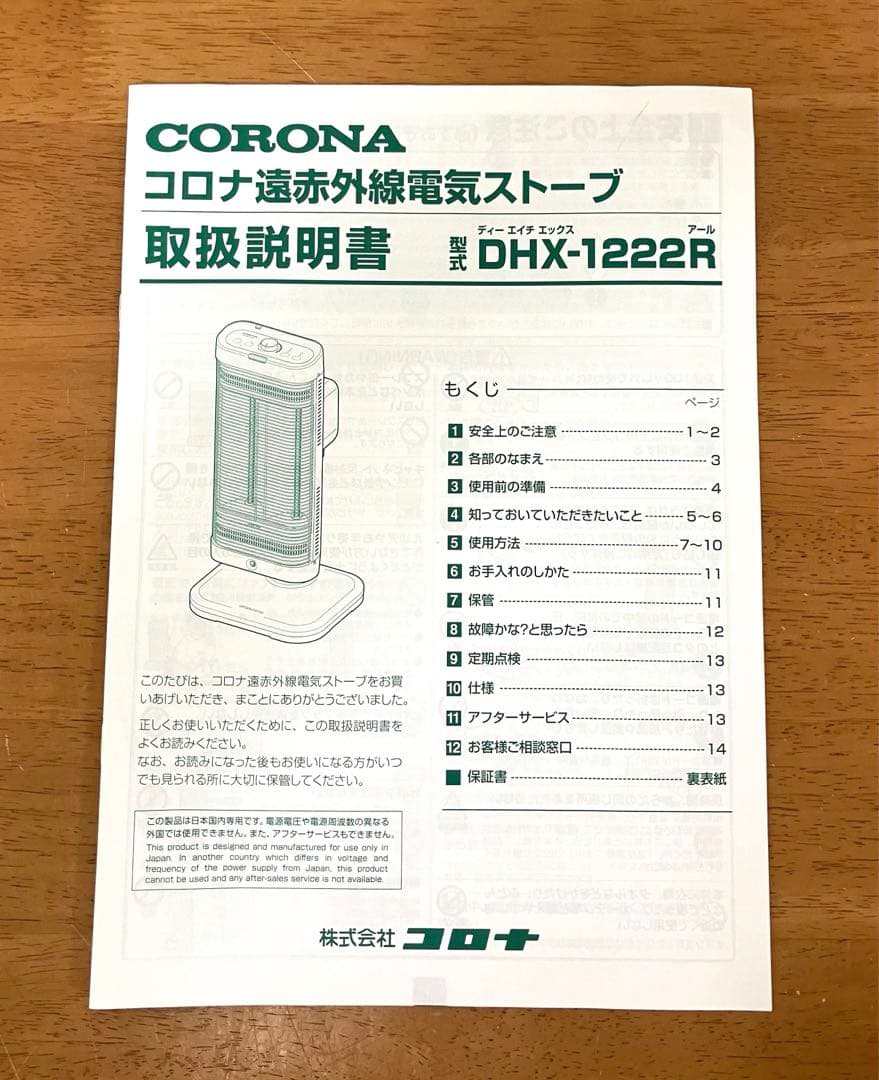 CORONA
コロナ遠赤外線電気ストーブ
取扱説明書
型式
ディー エイチ エックス アール
DHX-1222R
もくじ
ページ
1 安全上のご注意 1～2
2 各部のなまえ 3
3 使用前の準備 4
4 知っておいていただきたいこと 5～6
5 使用方法 7～10
6 お手入れのしかた 11
7 保管 11
8 故障かな?と思ったら 12
9 定期点検 13
10 仕様 13
11 アフターサービス 13
12 お客様ご相談窓口 14
保証書 裏表紙
このたびは、コロナ遠赤外線電気ストーブをお買
いあげいただき、まことにありがとうございました。
正しくお使いいただくために、この取扱説明書を
よくお読みください。
なお、お読みになった後もお使いになる方がいつ
でも見られる所に大切に保管してください。
この製品は日本国内専用です。電源電圧や電源周波数の異なる
外国では使用できません。また、アフターサービスもできません。
This product is designed and manufactured for use only in
Japan. In another country which differs in voltage and
frequency of the power supply from Japan, this product
cannot be used and any after-sales service is not available.
株式会社 コロナ